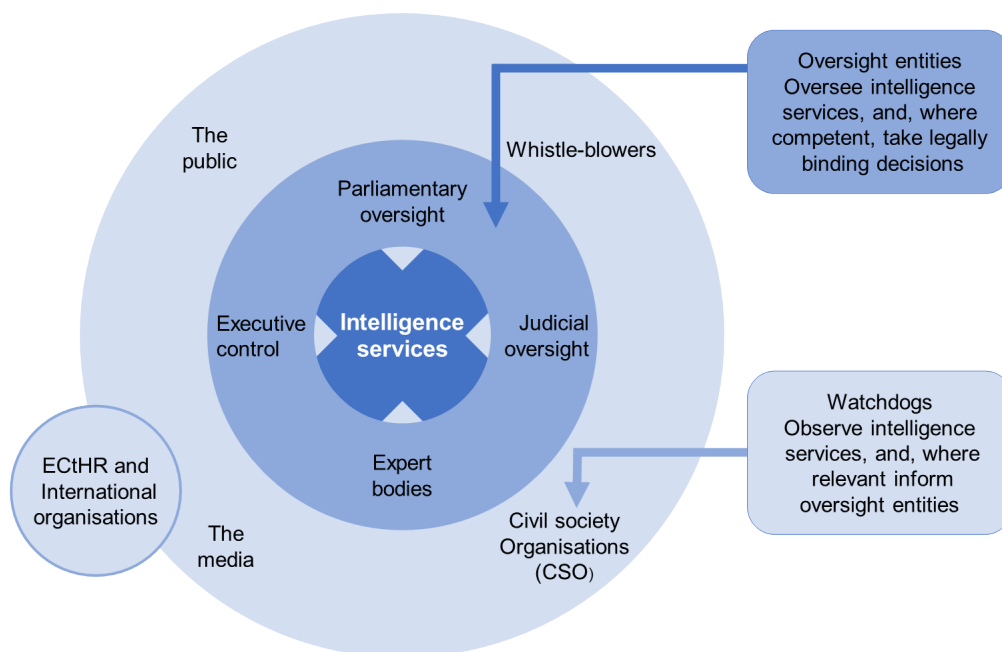 The
public
Whistle-blowers
Parliamentary
oversight
Executive
control
Intelligence
services
Judicial
oversight
Expert
bodies
ECtHR and
International
organisations
The
media
Civil society
Organisations
(CSO)
Oversight entities
Oversee intelligence
services, and, where
competent, take legally
binding decisions
Watchdogs
Observe intelligence
services, and, where
relevant inform
oversight entities